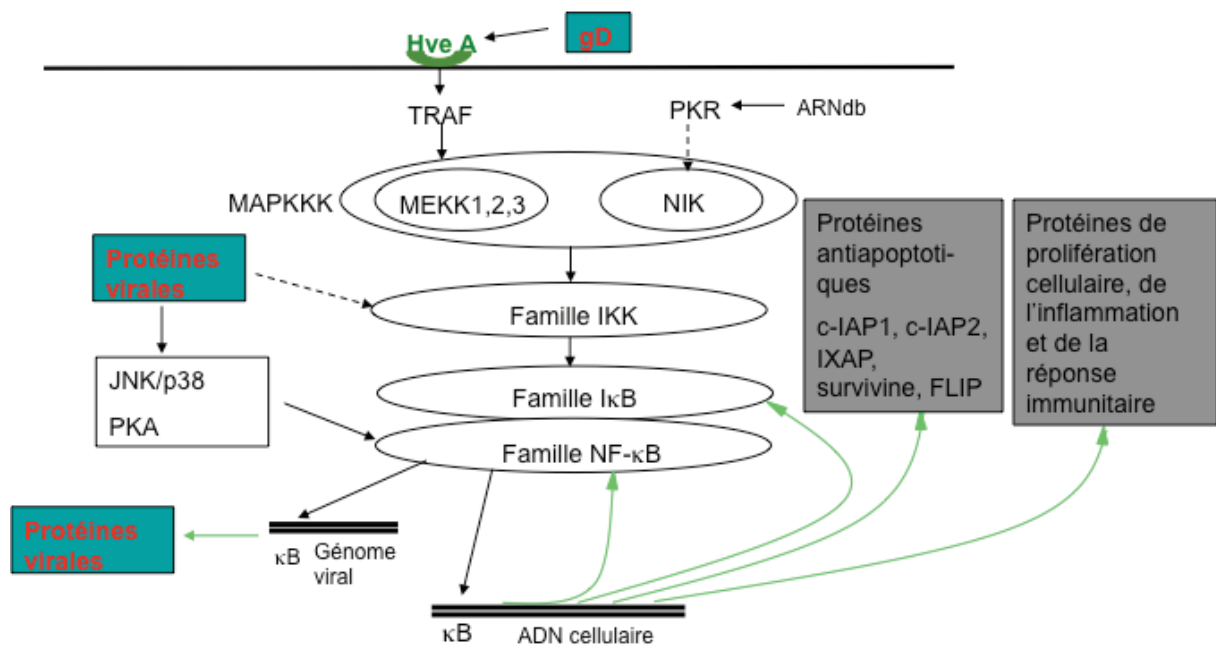 Hve A
gD
TRAF
PKR
ARNdb
MAPKKK
MEKK1,2,3
NIK
Protéines
virales
Famille IKK
JNK/p38
PKA
Famille IκB
Famille NF-κB
Protéines
antiapoptoti-
ques
c-IAP1, c-IAP2,
IXAP,
survivine, FLIP
Protéines de
prolifération
cellulaire, de
l'inflammation
et de la
réponse
immunitaire
Protéines
virales
κB Génome
viral
κB ADN cellulaire